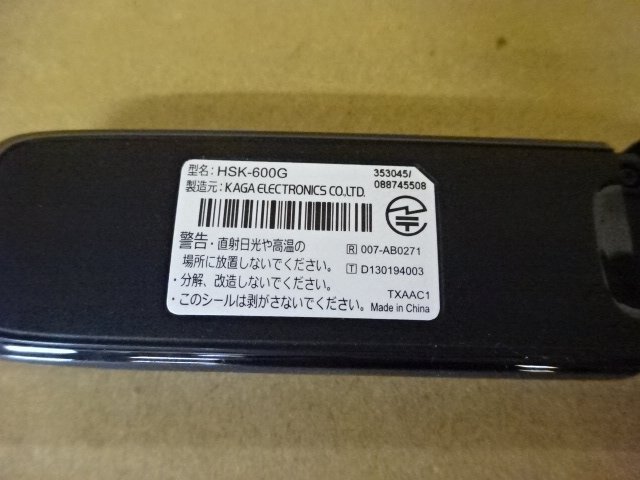 型名: HSK-600G
353045/
088745508
製造元: KAGA ELECTRONICS CO.,LTD.
警告・直射日光や高温の
場所に放置しないでください。
・分解、改造しないでください。
・このシールは剥がさないでください。
R 007-AB0271
T D130194003
TXAAC1
Made in China